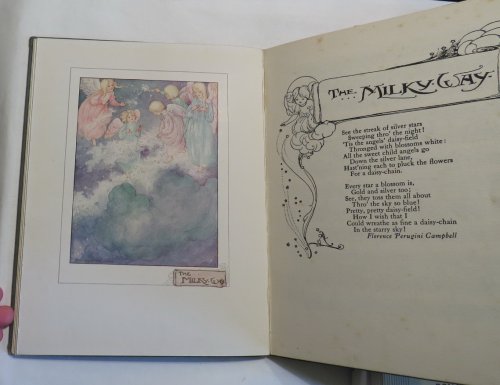 THE
MILKY WAY
THE MILKY WAY
See the streak of silver stars
Sweeping thro' the night!
'Tis the angels' daisy-field
Thronged with blossoms white:
All the sweet child angels go
Down the silver lane,
Hast'ning each to pluck the flowers
For a daisy-chain.
Every star a blossom is,
Gold and silver too;
See, they toss them all about
Thro' the sky so blue!
Pretty, pretty daisy-field!
How I wish that I
Could wreathe as fine a daisy-chain
In the starry sky!
Florence Perugini Campbell